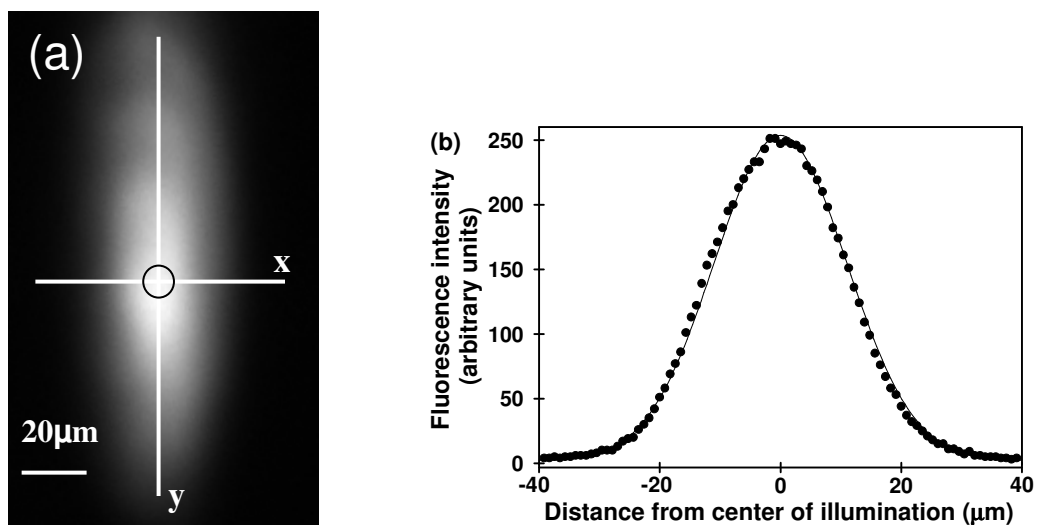 (a)
x
20μm
y
(b)
Fluorescence intensity
(arbitrary units)
250
200
150
100
50
0
-40
-20
0
20
40
Distance from center of illumination (μm)